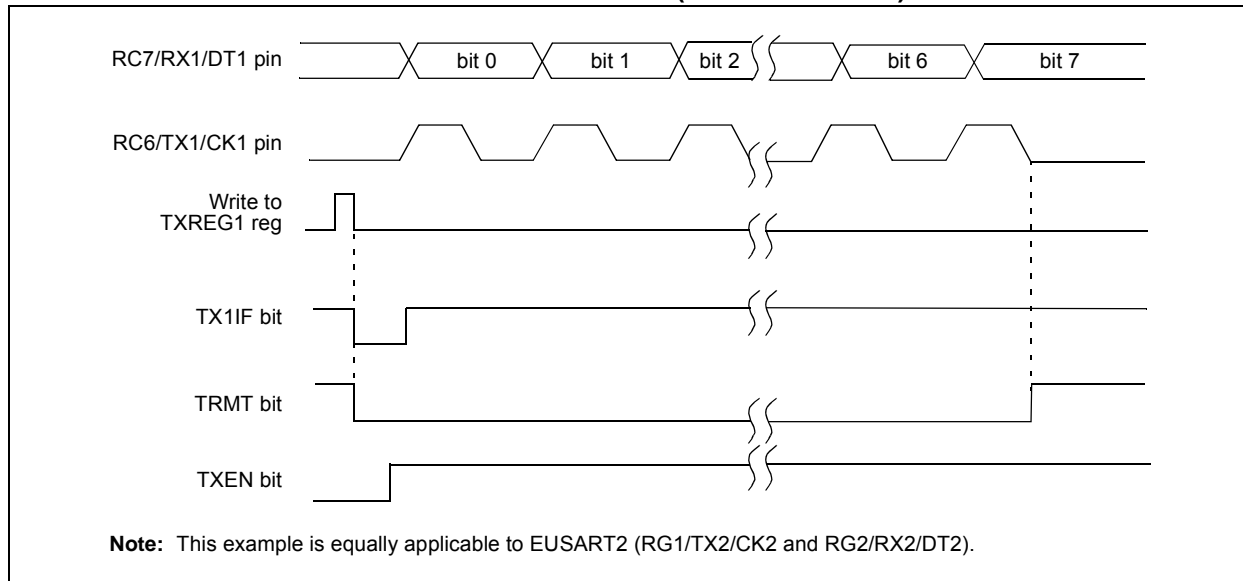 RC7/RX1/DT1 pin
bit 0
bit 1
bit 2
bit 6
bit 7
RC6/TX1/CK1 pin
Write to
TXREG1 reg
TX1IF bit
TRMT bit
TXEN bit
Note: This example is equally applicable to EUSART2 (RG1/TX2/CK2 and RG2/RX2/DT2).